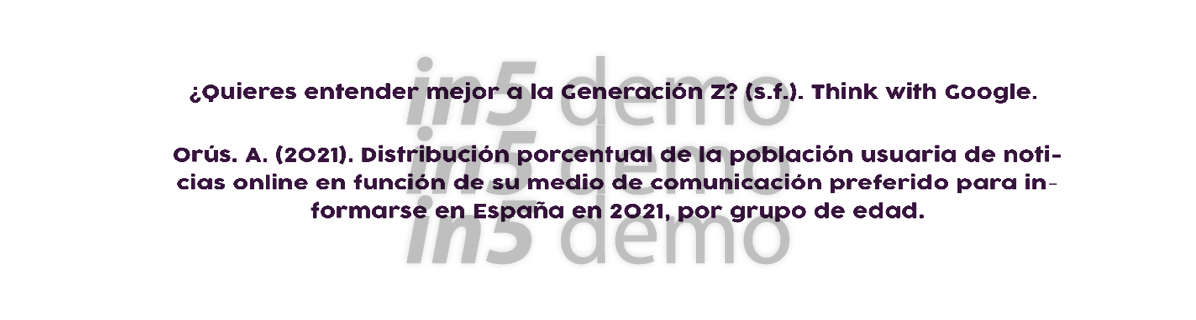 in5 demo
¿Quieres entender mejor a la Generación Z? (s.f.). Think with Google.
in5 demo
Orús. A. (2021). Distribución porcentual de la población usuaria de noti-
cias online en función de su medio de comunicación preferido para in-
formarse en España en 2021, por grupo de edad.
in5 demo